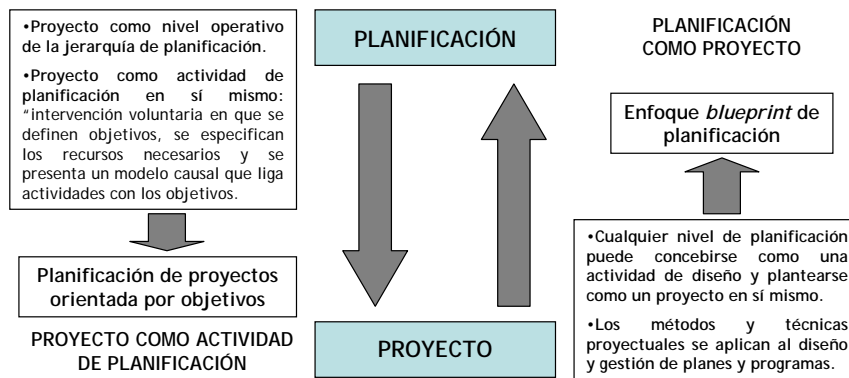 •Proyecto como nivel operativo
de la jerarquía de planificación.
•Proyecto como actividad de
planificación en sí mismo:
“intervención voluntaria en que se
definen objetivos, se especifican
los recursos necesarios y se
presenta un modelo causal que liga
actividades con los objetivos.
Planificación de proyectos
orientada por objetivos
PROYECTO COMO ACTIVIDAD
DE PLANIFICACIÓN
PLANIFICACIÓN
PROYECTO
PLANIFICACIÓN
COMO PROYECTO
Enfoque blueprint de
planificación
•Cualquier nivel de planificación
puede concebirse como una
actividad de diseño y plantearse
como un proyecto en sí mismo.
•Los métodos y técnicas
proyectuales se aplican al diseño
y gestión de planes y programas.